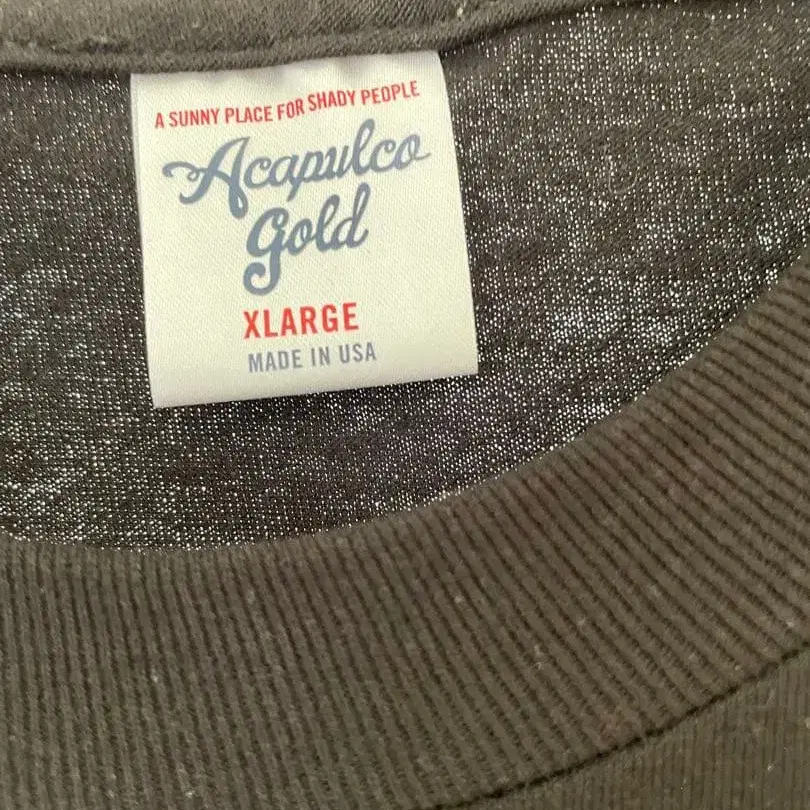 A SUNNY PLACE FOR SHADY PEOPLE
Acapulco
Gold
XLARGE
MADE IN USA